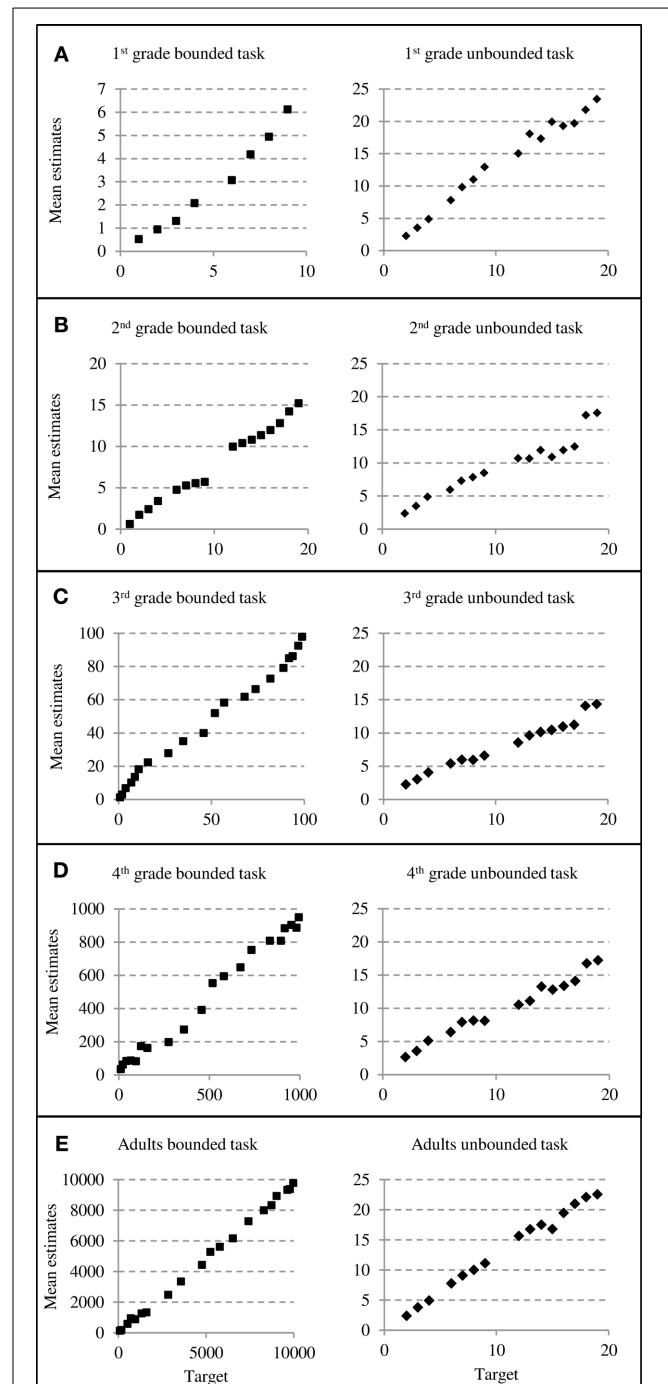 A
1st grade bounded task
Mean estimates
7
6
5
4
3
2
1
0
0 5 10
1st grade unbounded task
25
20
15
10
5
0
0 10 20
B
2nd grade bounded task
Mean estimates
20
15
10
5
0
0 10 20
2nd grade unbounded task
25
20
15
10
5
0
0 10 20
C
3rd grade bounded task
Mean estimates
100
80
60
40
20
0
0 50 100
3rd grade unbounded task
25
20
15
10
5
0
0 10 20
D
4th grade bounded task
Mean estimates
1000
800
600
400
200
0
0 500 1000
4th grade unbounded task
25
20
15
10
5
0
0 10 20
E
Adults bounded task
Mean estimates
10000
8000
6000
4000
2000
0
0 5000 10000
Target
Adults unbounded task
25
20
15
10
5
0
0 10 20
Target